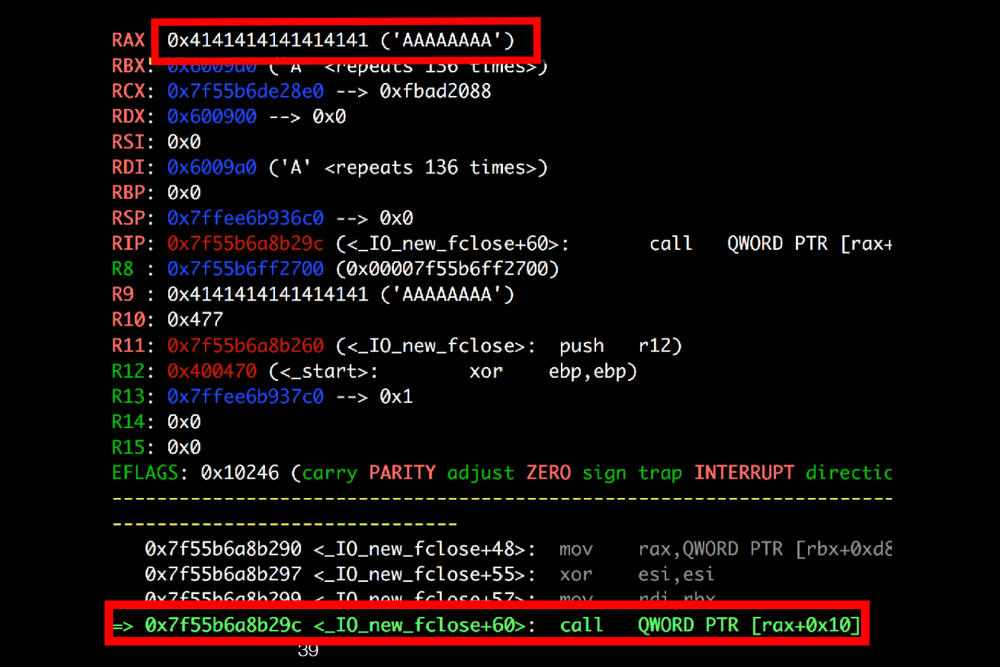 RAX 0x4141414141414141 ('AAAAAAAA')
RBX: 0x6009a0 ('A' <repeats 136 times>)
RCX: 0x7f55b6de28e0 --> 0xfbad2088
RDX: 0x600900 --> 0x0
RSI: 0x0
RDI: 0x6009a0 ('A' <repeats 136 times>)
RBP: 0x0
RSP: 0x7ffee6b936c0 --> 0x0
RIP: 0x7f55b6a8b29c (<_IO_new_fclose+60>: call QWORD PTR [rax+
R8 : 0x7f55b6ff2700 (0x00007f55b6ff2700)
R9 : 0x4141414141414141 ('AAAAAAAA')
R10: 0x477
R11: 0x7f55b6a8b260 (<_IO_new_fclose>: push r12)
R12: 0x400470 (<_start>: xor ebp,ebp)
R13: 0x7ffee6b937c0 --> 0x1
R14: 0x0
R15: 0x0
EFLAGS: 0x10246 (carry PARITY adjust ZERO sign trap INTERRUPT directic
----------------------------------------------------------------------
-------------------------------
0x7f55b6a8b290 <_IO_new_fclose+48>: mov rax,QWORD PTR [rbx+0xd8
0x7f55b6a8b297 <_IO_new_fclose+55>: xor esi,esi
0x7f55b6a8b299 <_IO_new_fclose+57>: mov rdi,rbx
=> 0x7f55b6a8b29c <_IO_new_fclose+60>: call QWORD PTR [rax+0x10]
39